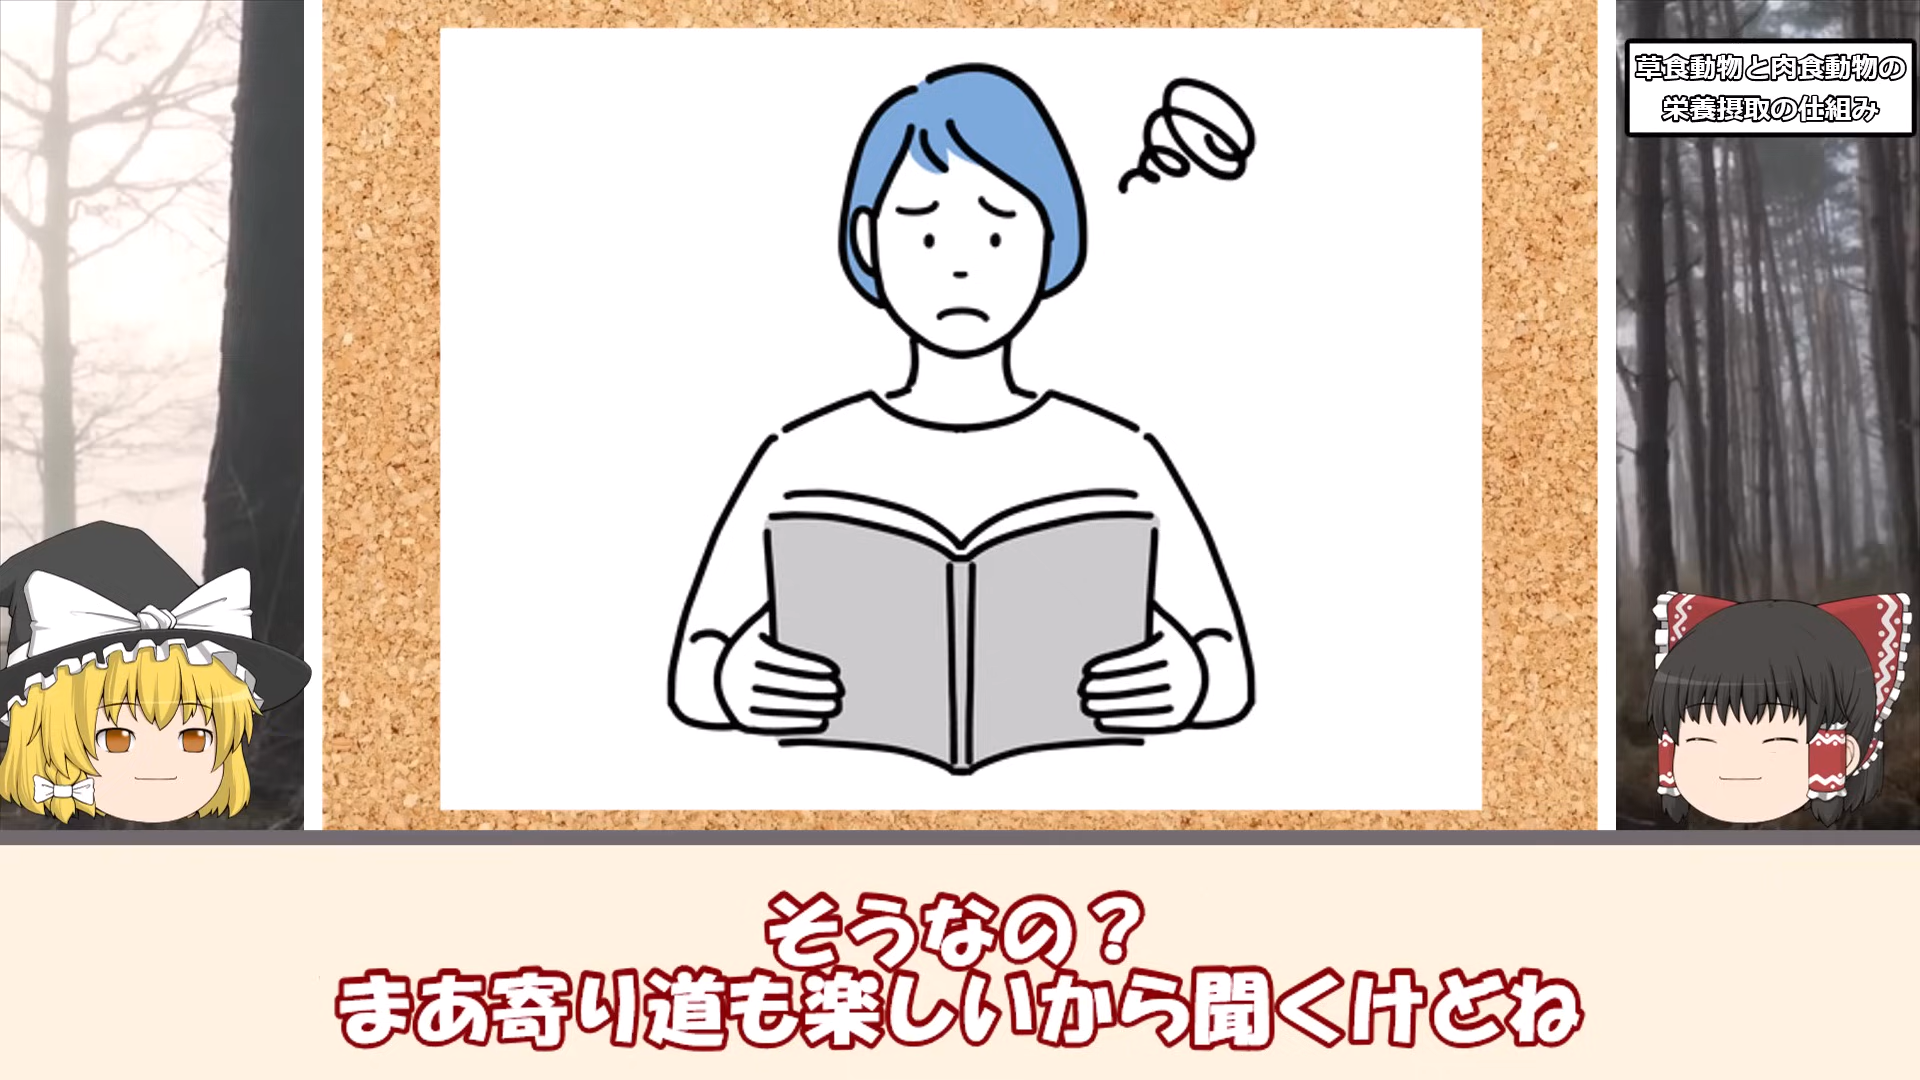 草食動物と肉食動物の
栄養摂取の仕組み
そうなの？
まあ寄り道も楽しいから聞くけどね